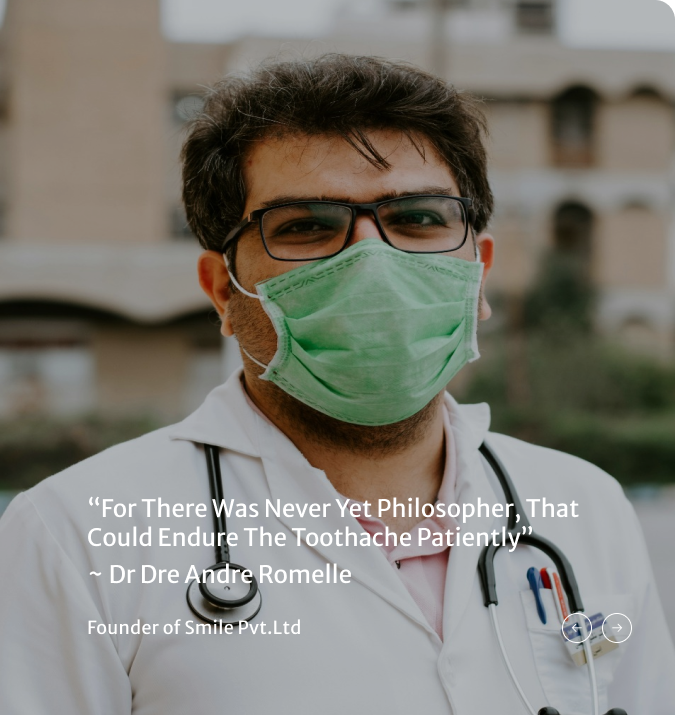 “For There Was Never Yet Philosopher, That
Could Endure The Toothache Patiently”
~ Dr Dre Andre Romelle
Founder of Smile Pvt.Ltd